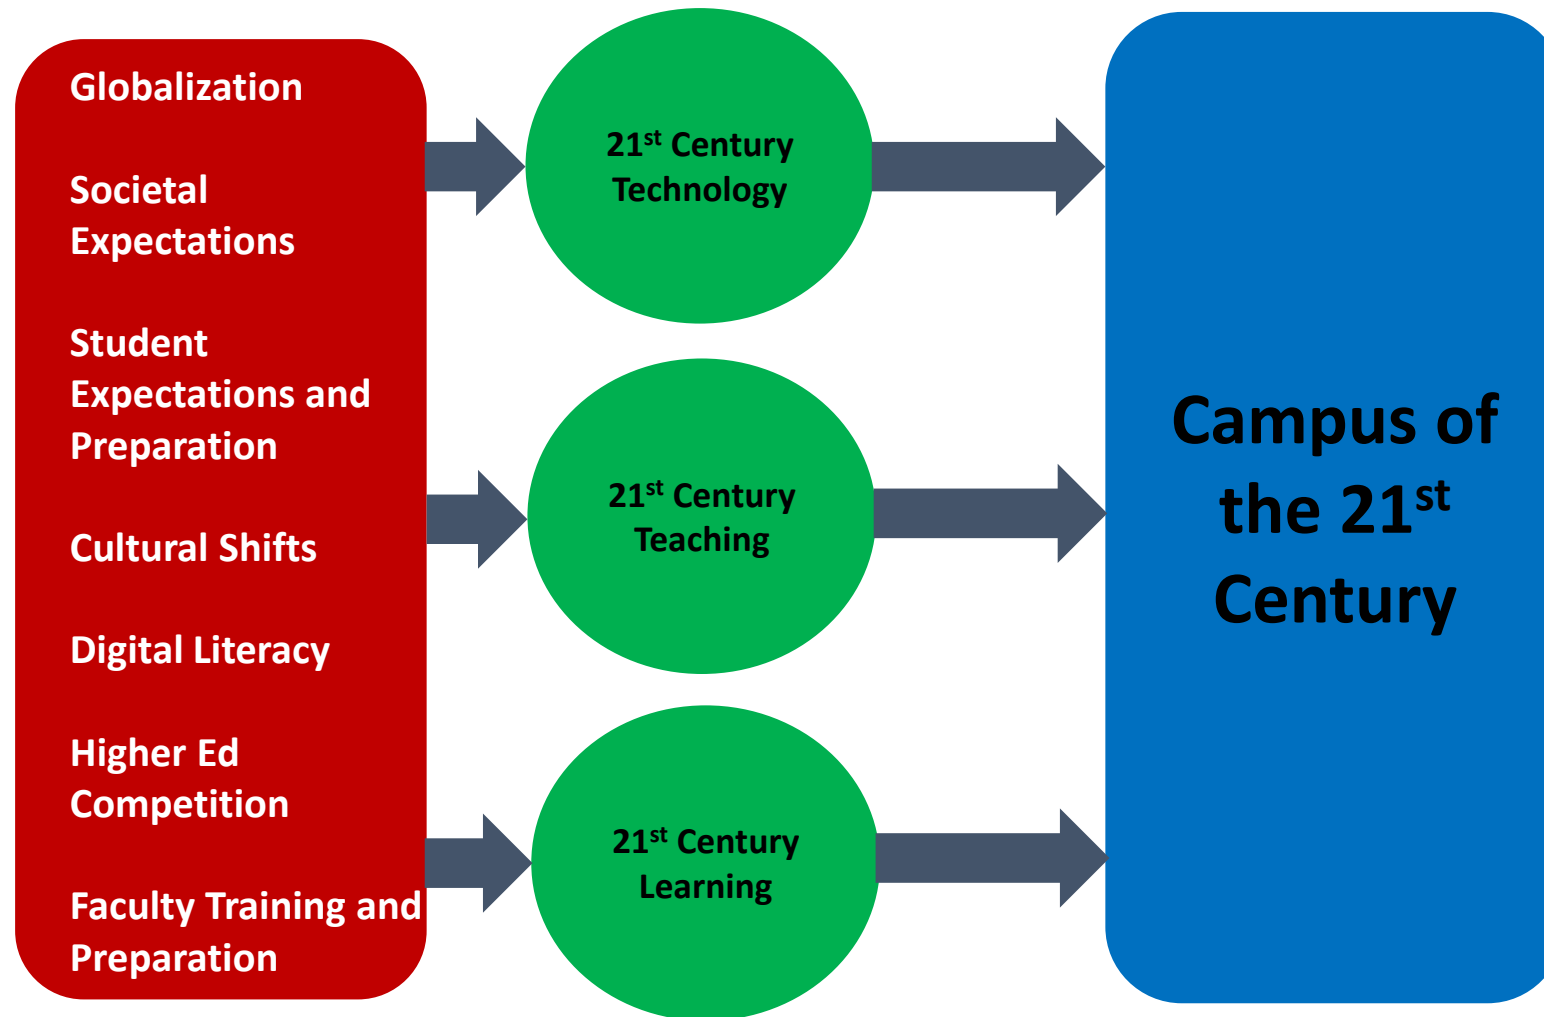 Globalization
Societal
Expectations
Student
Expectations and
Preparation
Cultural Shifts
Digital Literacy
Higher Ed
Competition
Faculty Training and
Preparation
21st Century
Technology
21st Century
Teaching
21st Century
Learning
Campus of
the 21st
Century